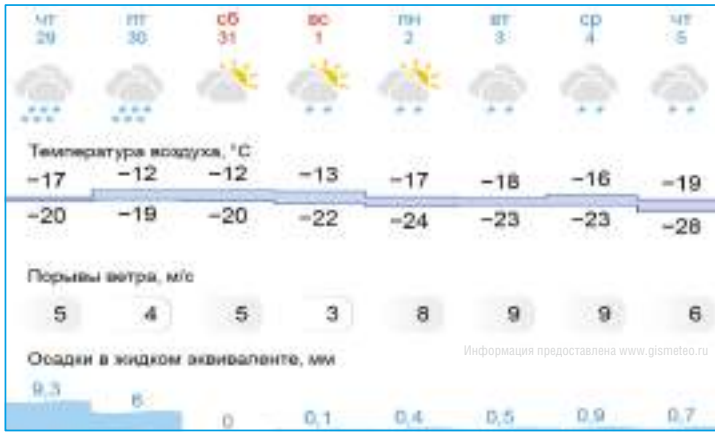 чт пт сб вс пн вт ср чт
29 30 31 1 2 3 4 5
Температура воздуха, °C
−17 −12 −12 −13 −17 −18 −16 −19
−20 −19 −20 −22 −24 −23 −23 −28
Порывы ветра, м/с
5 4 5 3 8 9 9 6
Информация предоставлена www.gismeteo.ru
Осадки в жидком эквиваленте, мм
9,3 6 0 0,1 0,4 0,5 0,9 0,7